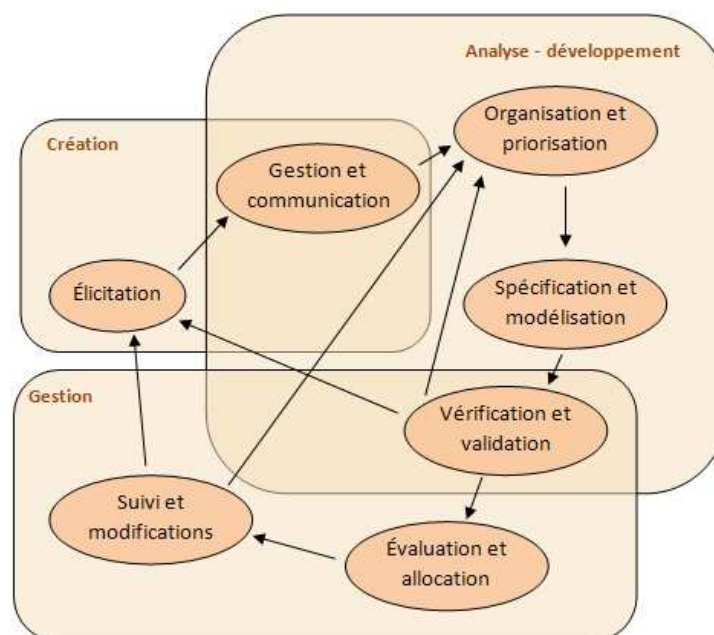 Analyse - développement
Organisation et
priorisation
Création
Gestion et
communication
Élicitation
Spécification et
modélisation
Gestion
Vérification et
validation
Suivi et
modifications
Évaluation et
allocation